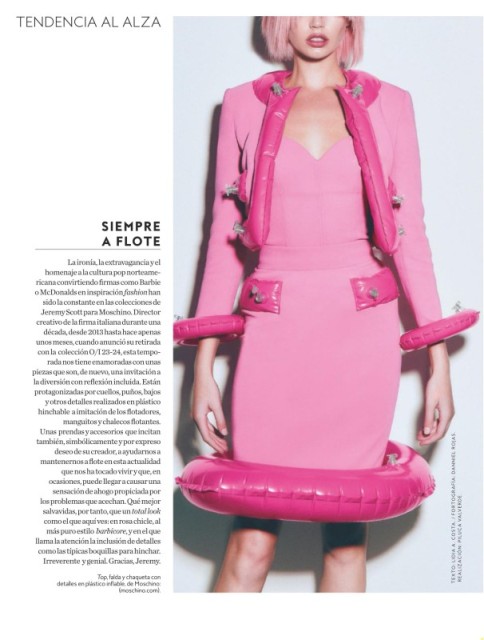 TENDENCIA AL ALZA
SIEMPRE
A FLOTE
La ironía, la extravagancia y el
homenaje a la cultura pop norteame-
ricana convirtiendo firmas como Barbie
o McDonalds en inspiración fashion han
sido la constante en las colecciones de
Jeremy Scott para Moschino. Director
creativo de la firma italiana durante una
década, desde 2013 hasta hace apenas
unos meses, cuando anunció su retirada
con la colección O/I 23-24, esta tempo-
rada nos tiene enamoradas con unas
piezas que son, de nuevo, una invitación a
la diversión con reflexión incluida. Están
protagonizadas por cuellos, puños, bajos
y otros detalles realizados en plástico
hinchable a imitación de los flotadores,
manguitos y chalecos flotantes.
Unas prendas y accesorios que incitan
también, simbólicamente y por expreso
deseo de su creador, a ayudarnos a
mantenernos a flote en esta actualidad
que nos ha tocado vivir y que, en
ocasiones, puede llegar a causar una
sensación de ahogo propiciada por
los problemas que acechan. Qué mejor
salvavidas, por tanto, que un total look
como el que aquí ves: en rosa chicle, al
más puro estilo barbicore, y en el que
llama la atención la inclusión de detalles
como las típicas boquillas para hinchar.
Irreverente y genial. Gracias, Jeremy.
Top, falda y chaqueta con
detalles en plástico inflable, de Moschino
(moschino.com).
TEXTO: LIDIA A. COSTA. / FORTOGRAFÍA: DANNIEL ROJAS.
REALIZACIÓN: PILUCA VALVERDE.